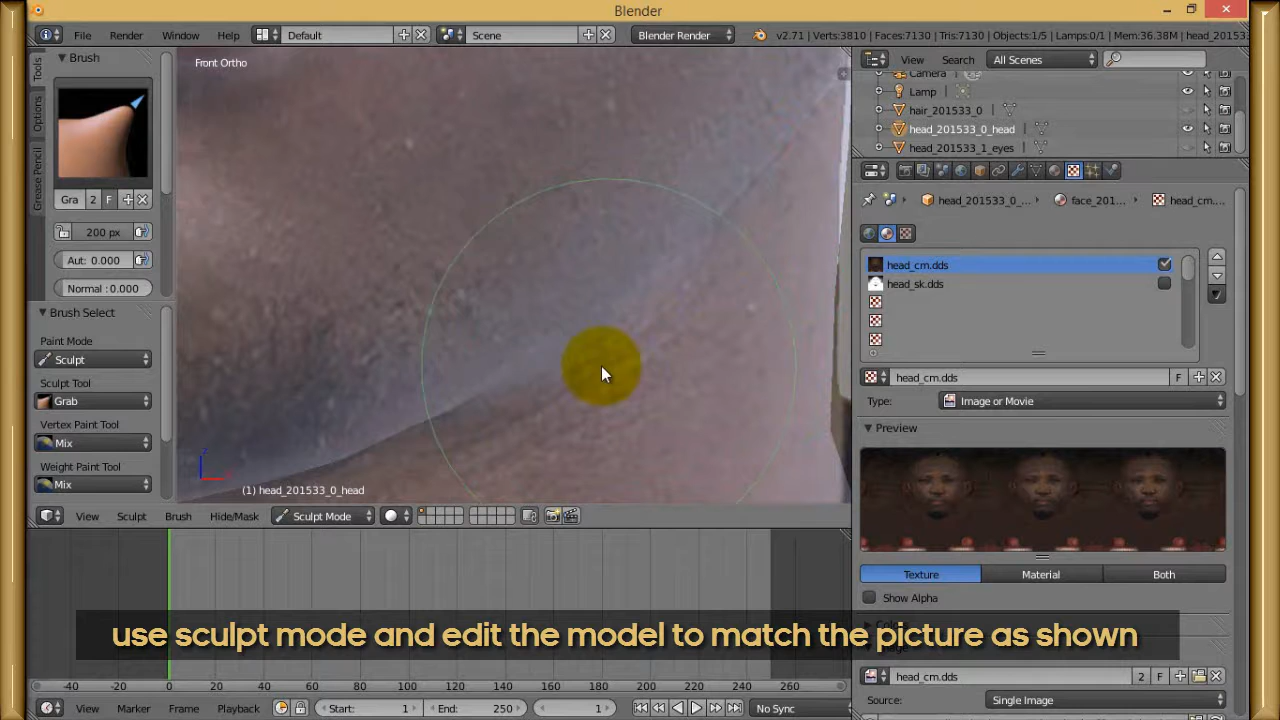 Blender
File Render Window Help Default Scene Blender Render v2.71 | Verts:3810 | Faces:7130 | Tris:7130 | Objects:1/5 | Lamps:0/1 | Mem:36.38M | head_20153
Tools
Options
Grease Pencil
Brush
Gra 2 F
200 px
Aut: 0.000
Normal : 0.000
Brush Select
Paint Mode
Sculpt
Sculpt Tool
Grab
Vertex Paint Tool
Mix
Weight Paint Tool
Mix
Front Ortho
(1) head_201533_0_head
View Sculpt Brush Hide/Mask Sculpt Mode
View Search All Scenes
Camera
Lamp
hair_201533_0
head_201533_0_head
head_201533_1_eyes
head_201533_0_... face_201... head_cm....
head_cm.dds
head_sk.dds
head_cm.dds F
Type: Image or Movie
Preview
Texture Material Both
Show Alpha
use sculpt mode and edit the model to match the picture as shown
head_cm.dds 2 F
Source: Single Image
-40 -20 0 20 40 60 80 100 120 140 160 180 200 220 240 260
View Marker Frame Playback Start: 1 End: 250 1 No Sync